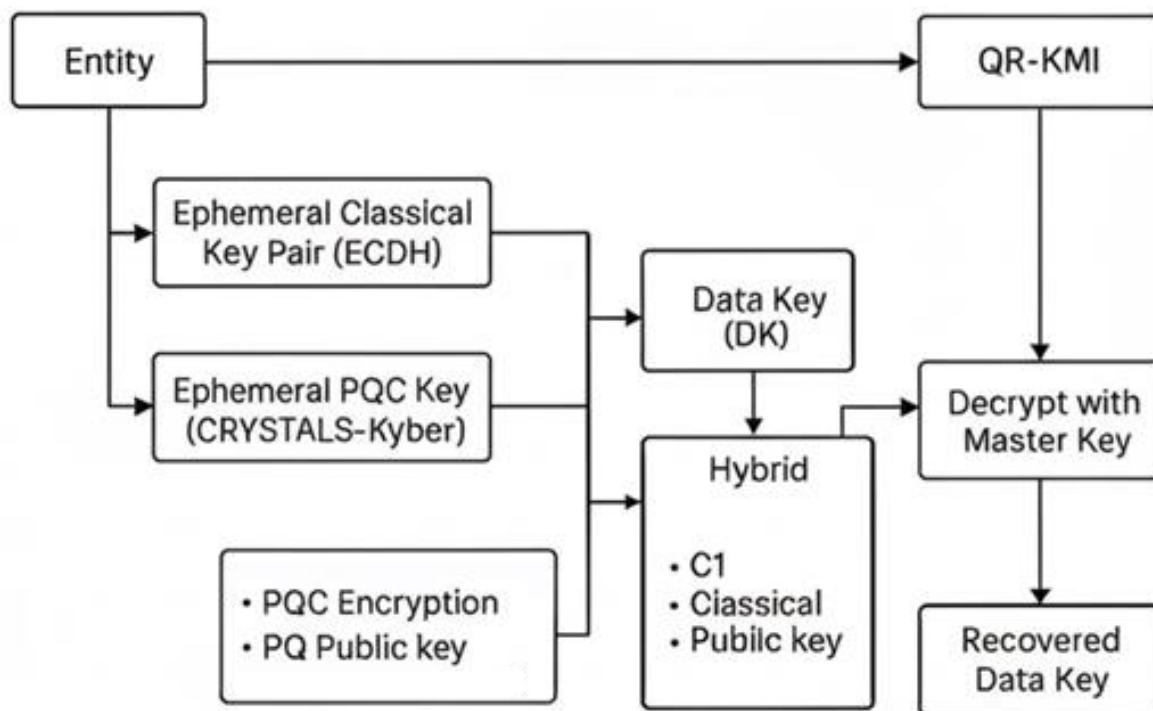 Entity
QR-KMI
Ephemeral Classical
Key Pair (ECDH)
Data Key
(DK)
Ephemeral PQC Key
(CRYSTALS-Kyber)
Decrypt with
Master Key
Hybrid
• C1
• Ciassical
• Pubilc key
• PQC Encryption
• PQ Public key
Recovered
Data Key